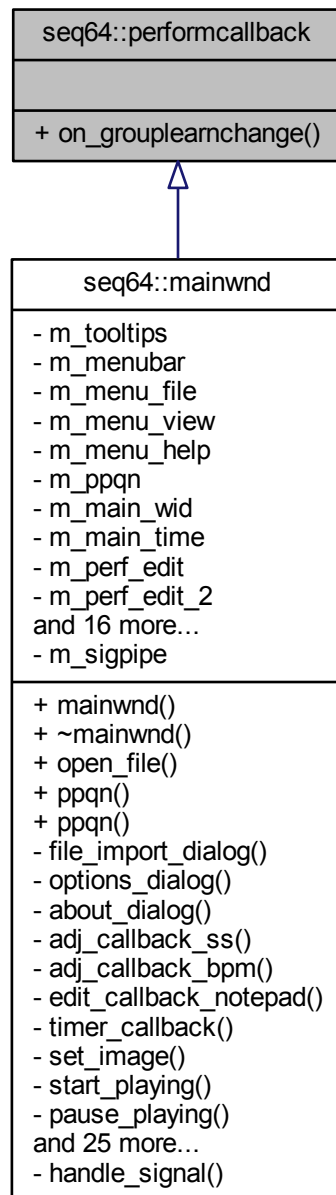 seq64::performcallback
+ on_grouplearnchange()
seq64::mainwnd
- m_tooltips
- m_menubar
- m_menu_file
- m_menu_view
- m_menu_help
- m_ppqn
- m_main_wid
- m_main_time
- m_perf_edit
- m_perf_edit_2
and 16 more...
- m_sigpipe
+ mainwnd()
+ ~mainwnd()
+ open_file()
+ ppqn()
+ ppqn()
- file_import_dialog()
- options_dialog()
- about_dialog()
- adj_callback_ss()
- adj_callback_bpm()
- edit_callback_notepad()
- timer_callback()
- set_image()
- start_playing()
- pause_playing()
and 25 more...
- handle_signal()